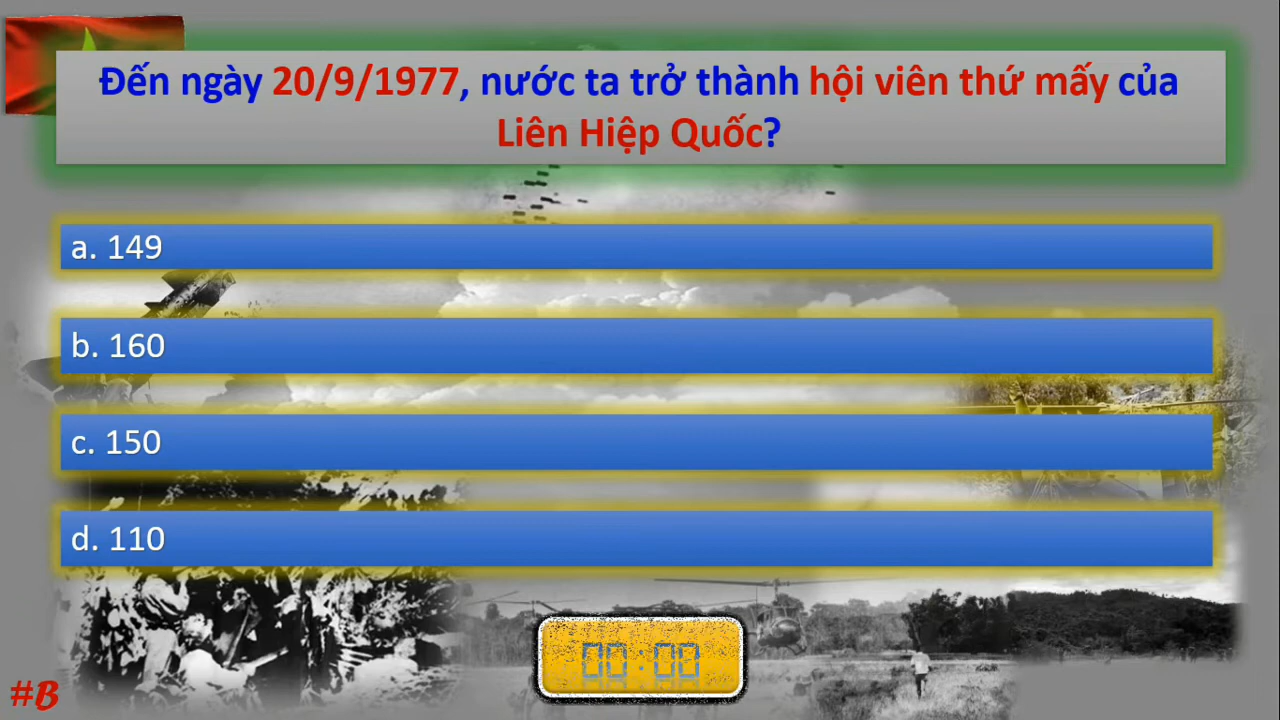 Đến ngày 20/9/1977, nước ta trở thành hội viên thứ mấy của
Liên Hiệp Quốc?
a. 149
b. 160
c. 150
d. 110
00:00
#B